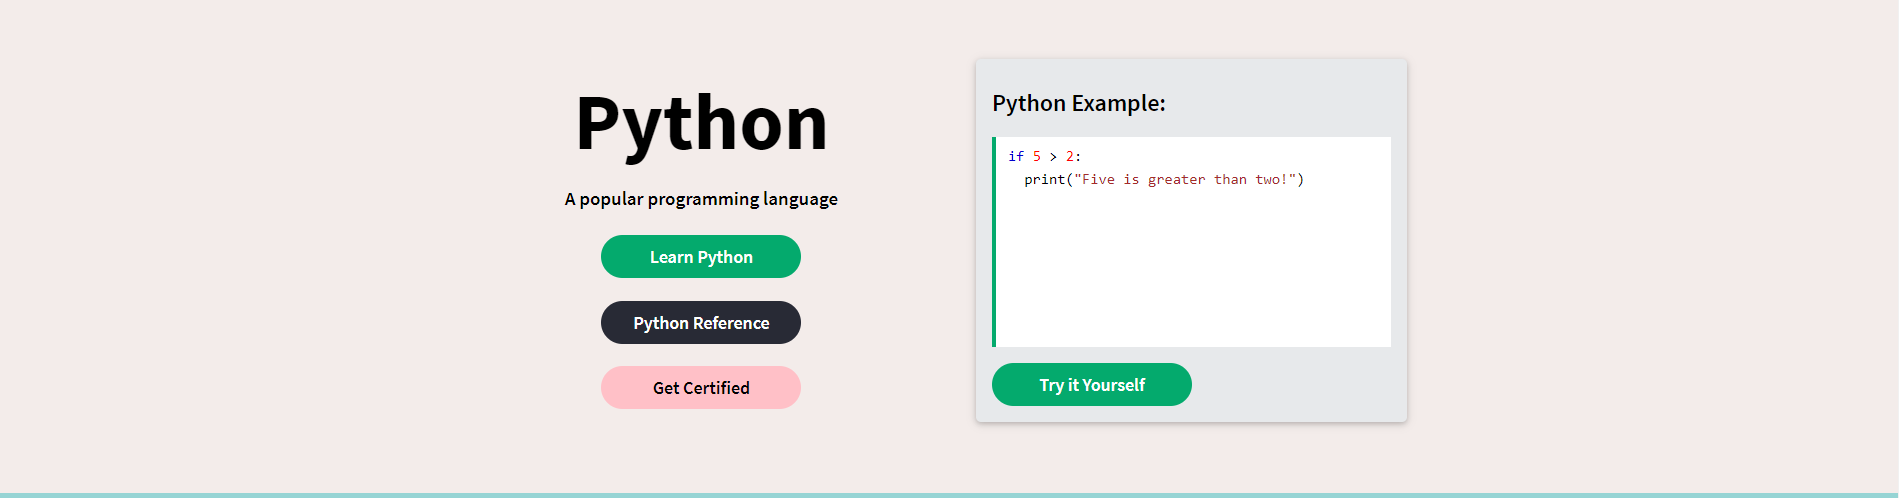 Python
A popular programming language
Learn Python
Python Reference
Get Certified
Python Example:
if 5 > 2:
  print("Five is greater than two!")
Try it Yourself